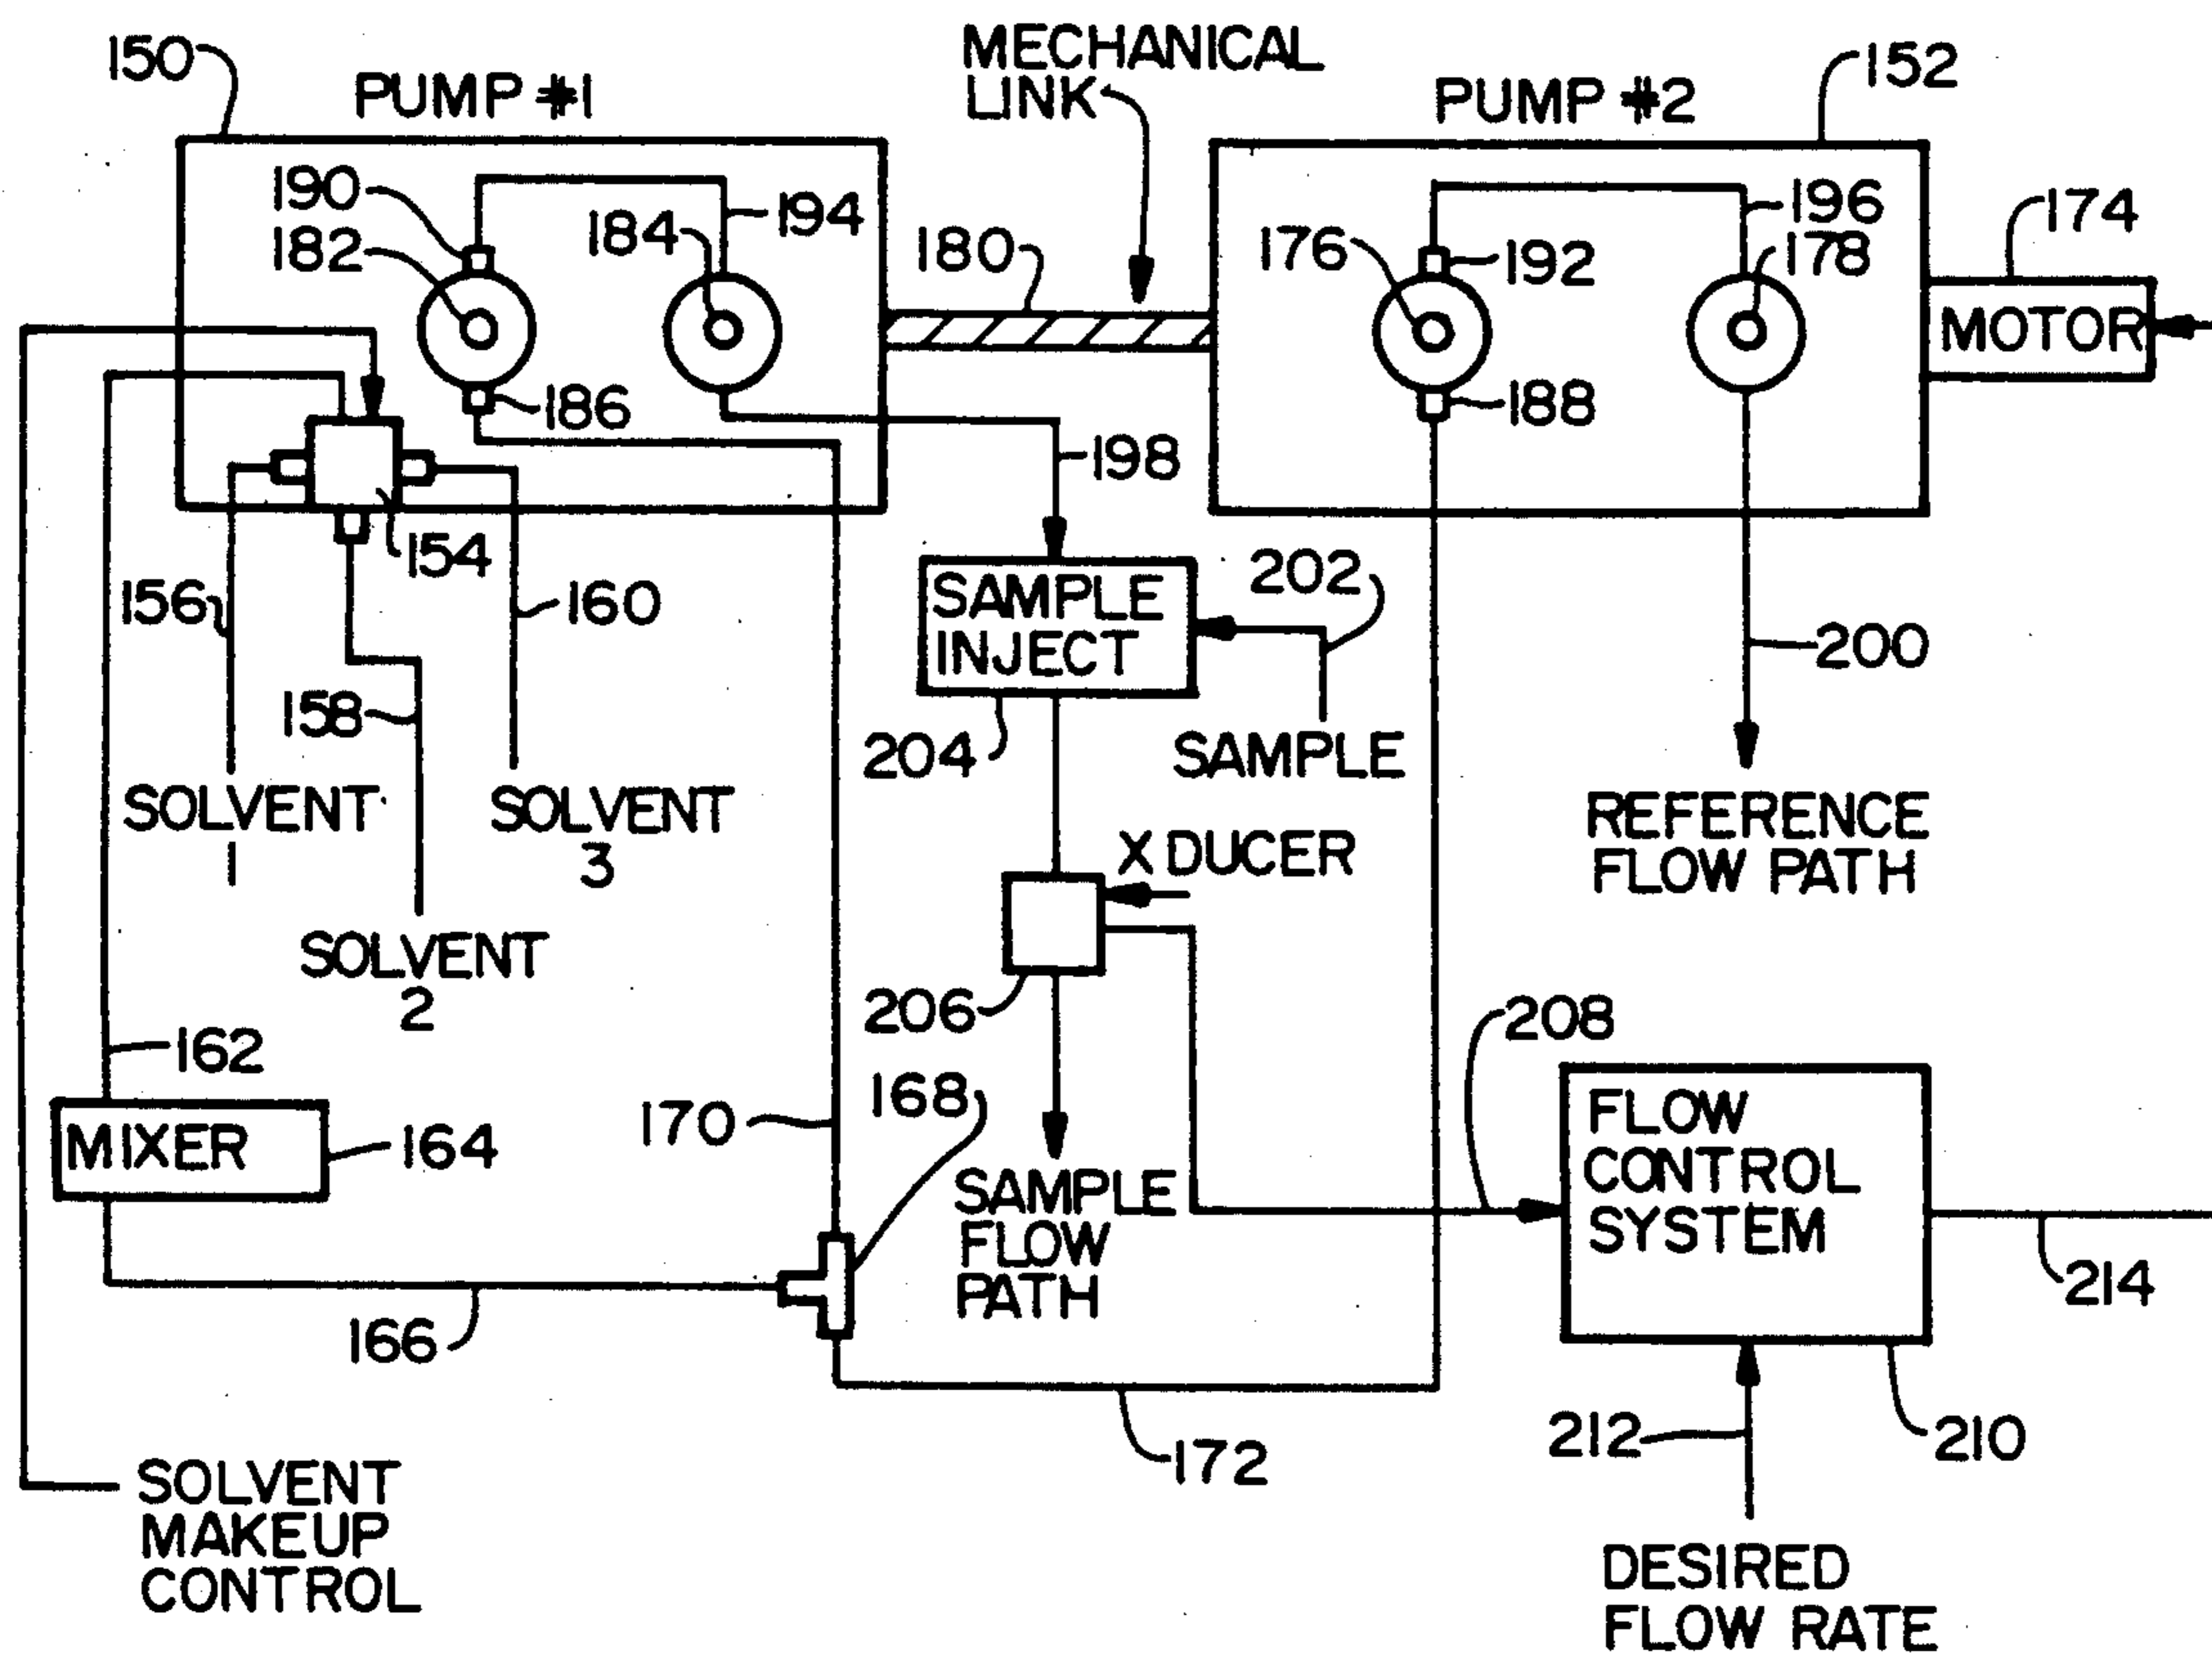 150
PUMP #1
MECHANICAL
LINK
PUMP #2
152
190
182
184
194
180
176
192
196
178
174
MOTOR
186
188
198
154
156
160
158
SAMPLE
INJECT
202
204
SAMPLE
200
SOLVENT
1
SOLVENT
3
SOLVENT
2
X DUCER
REFERENCE
FLOW PATH
206
208
162
168
170
MIXER
164
SAMPLE
FLOW
PATH
FLOW
CONTROL
SYSTEM
214
166
172
212
210
SOLVENT
MAKEUP
CONTROL
DESIRED
FLOW RATE